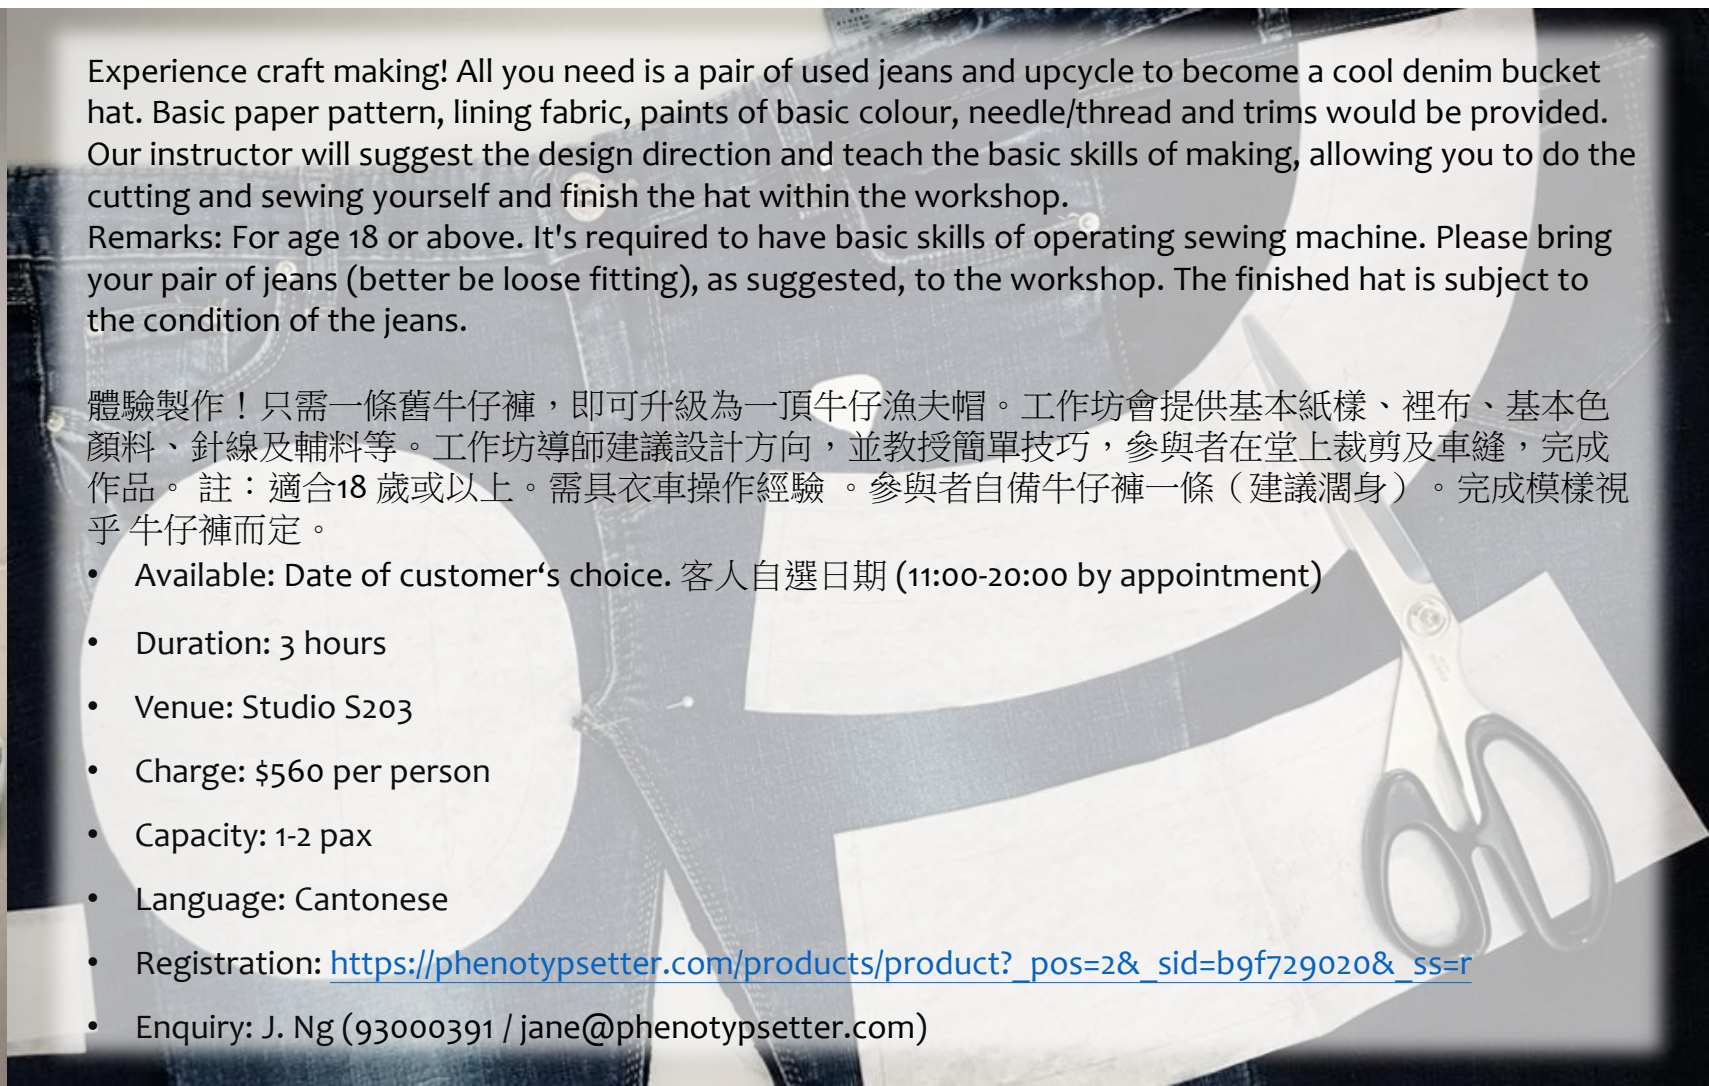 Experience craft making! All you need is a pair of used jeans and upcycle to become a cool denim bucket
hat. Basic paper pattern, lining fabric, paints of basic colour, needle/thread and trims would be provided.
Our instructor will suggest the design direction and teach the basic skills of making, allowing you to do the
cutting and sewing yourself and finish the hat within the workshop.
Remarks: For age 18 or above. It's required to have basic skills of operating sewing machine. Please bring
your pair of jeans (better be loose fitting), as suggested, to the workshop. The finished hat is subject to
the condition of the jeans.
體驗製作！只需一條舊牛仔褲，即可升級為一頂牛仔漁夫帽。工作坊會提供基本紙樣、裡布、基本色
顏料、針線及輔料等。工作坊導師建議設計方向，並教授簡單技巧，參與者在堂上裁剪及車縫，完成
作品。 註：適合18 歲或以上。需具衣車操作經驗 。參與者自備牛仔褲一條（建議濶身）。完成模樣視
乎 牛仔褲而定。
• Available: Date of customer‘s choice. 客人自選日期 (11:00-20:00 by appointment)
• Duration: 3 hours
• Venue: Studio S203
• Charge: $560 per person
• Capacity: 1-2 pax
• Language: Cantonese
• Registration: https://phenotypsetter.com/products/product?_pos=2&_sid=b9f729020&_ss=r
• Enquiry: J. Ng (93000391 / jane@phenotypsetter.com)